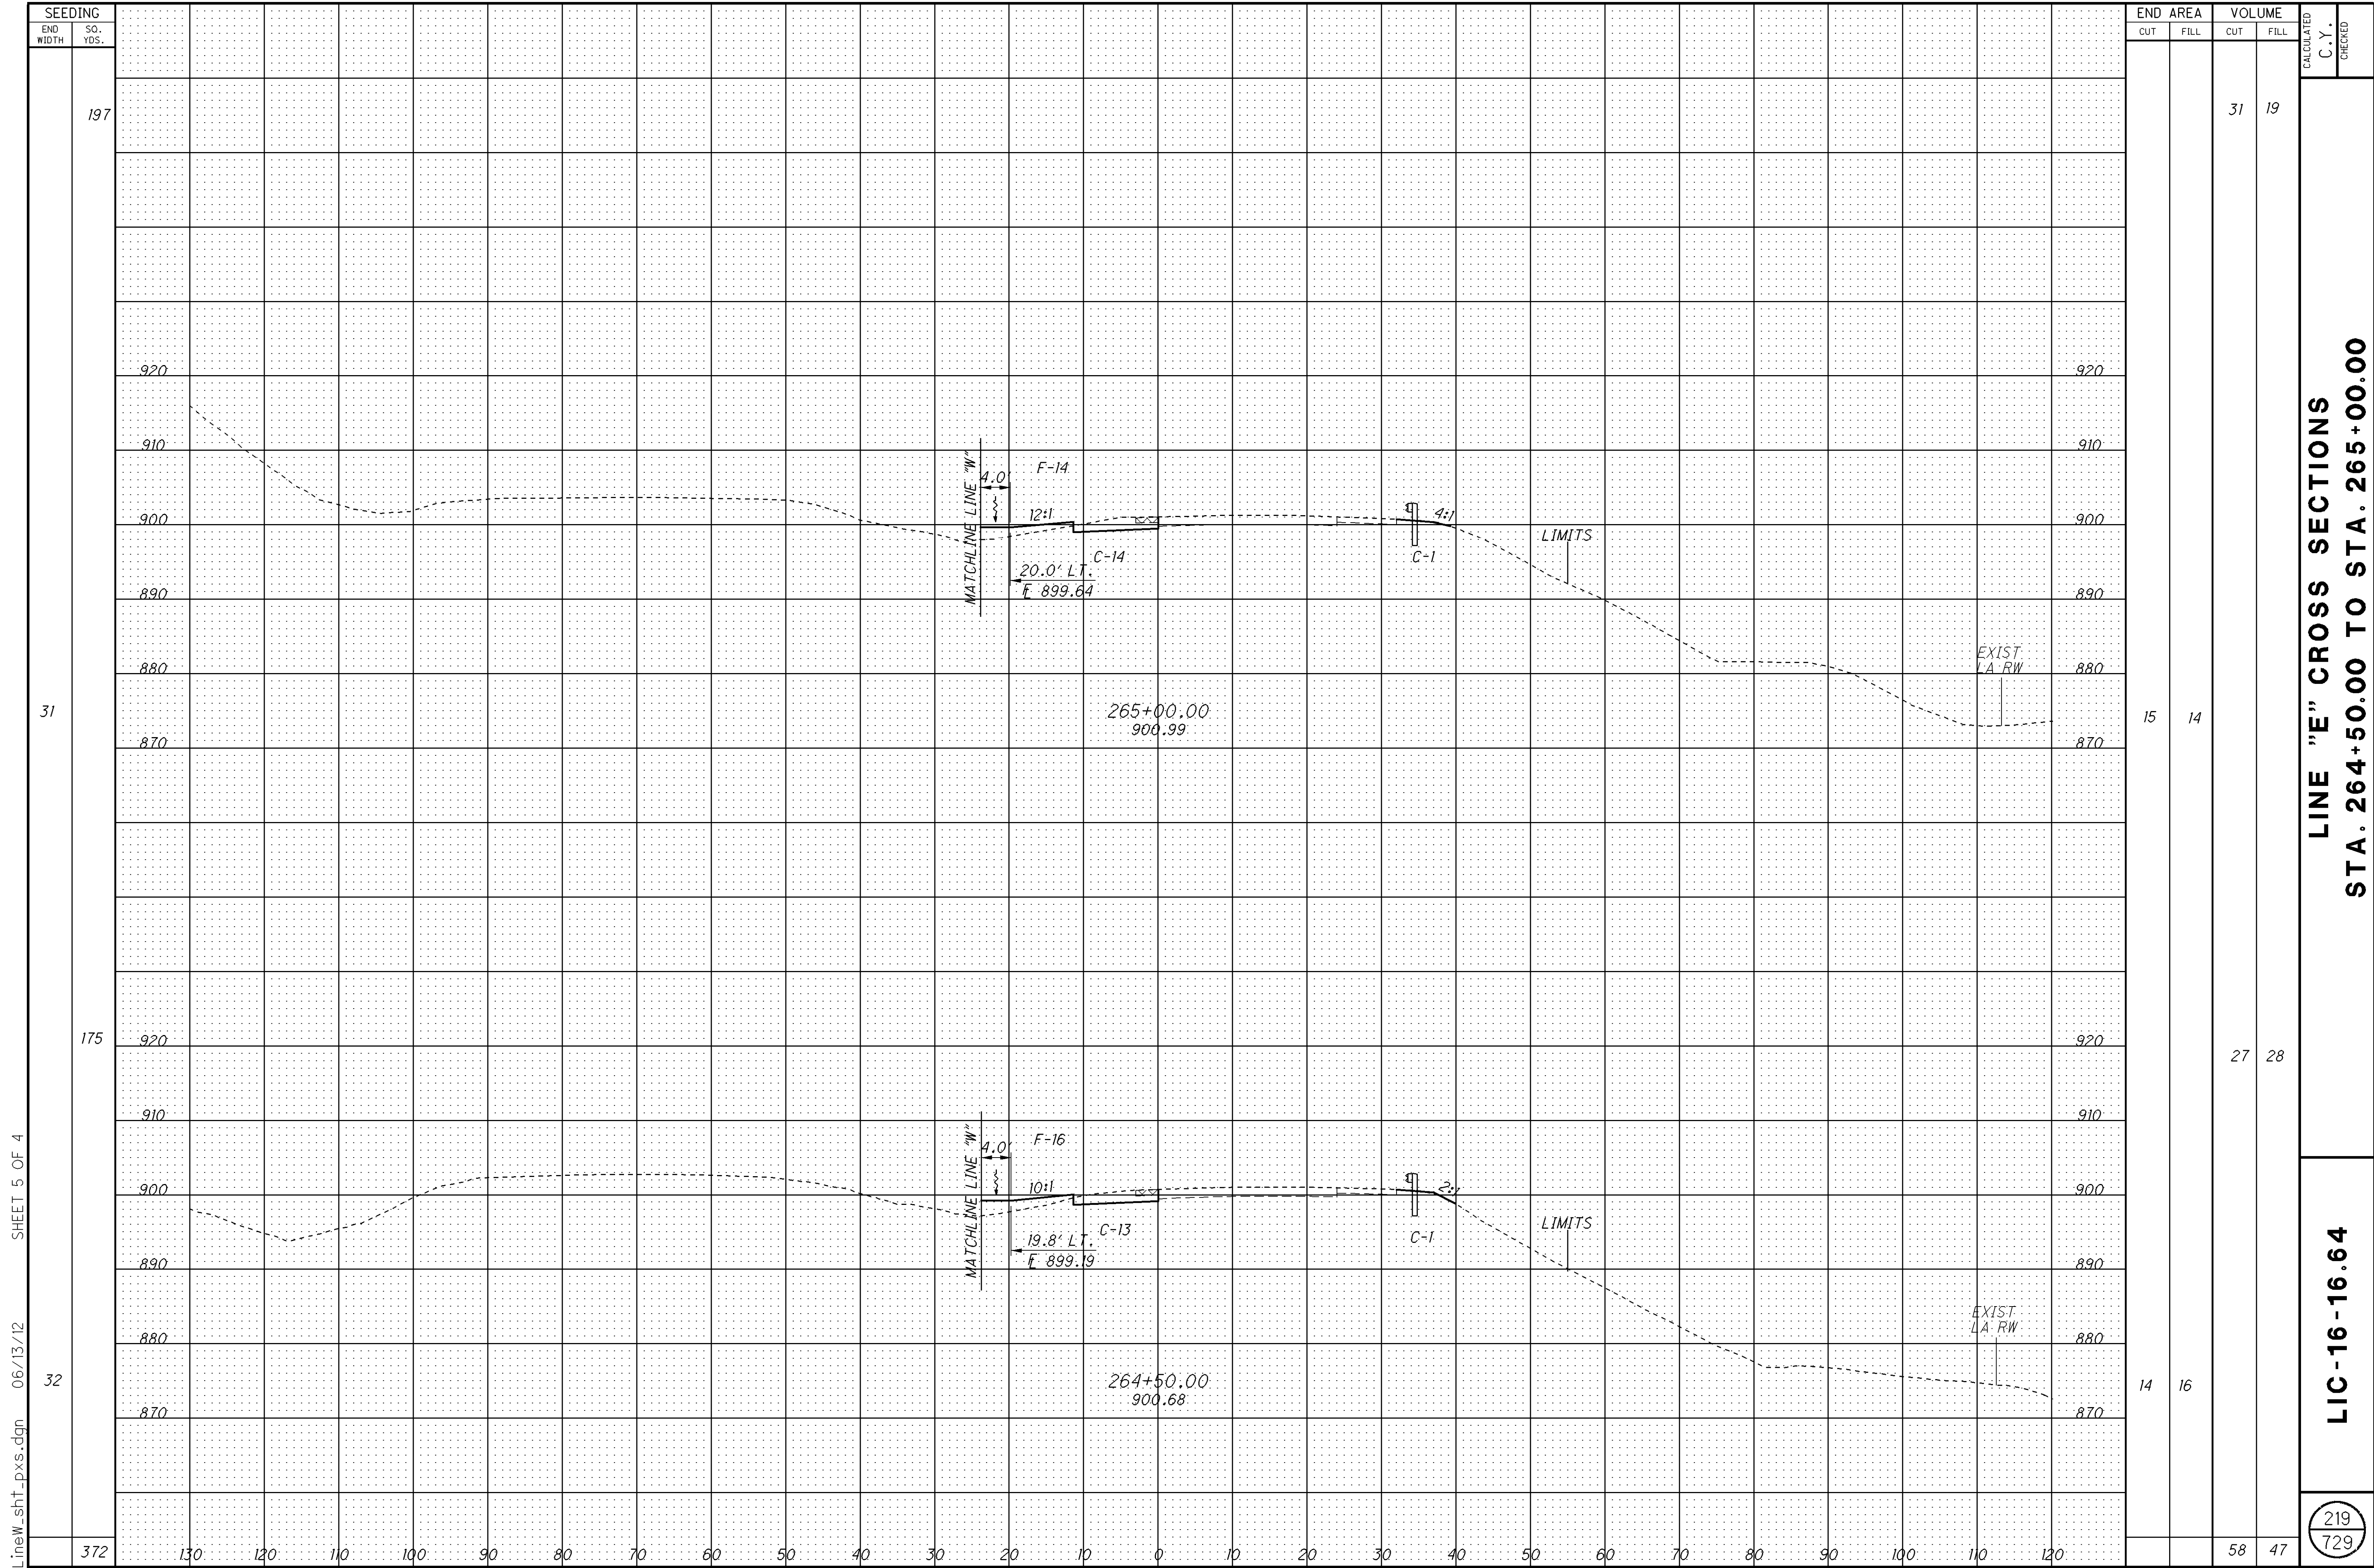 SEEDING
END WIDTH
SQ. YDS.
END AREA
VOLUME
CUT FILL CUT FILL
CALCULATED
C.Y.
CHECKED
197
31 19
920 920
910 910
MATCHLINE LINE "W"
4.0'
F-14
12:1
900 900
4:1
C-14
C-1
LIMITS
20.0' LT.
FL 899.64
890 890
EXIST
LA RW
880 880
31
265+00.00
900.99
15 14
870 870
175
920 920
27 28
910 910
MATCHLINE LINE "W"
4.0'
F-16
10:1
900 900
2:1
C-13
C-1
LIMITS
19.8' LT.
FL 899.19
890 890
EXIST
LA RW
880 880
32
264+50.00
900.68
14 16
870 870
372
130 120 110 100 90 80 70 60 50 40 30 20 10 0 10 20 30 40 50 60 70 80 90 100 110 120
58 47
LINE "E" CROSS SECTIONS
STA. 264+50.00 TO STA. 265+00.00
LIC-16-16.64
219
729
LineW_sht_pxs.dgn 06/13/12 SHEET 5 OF 4